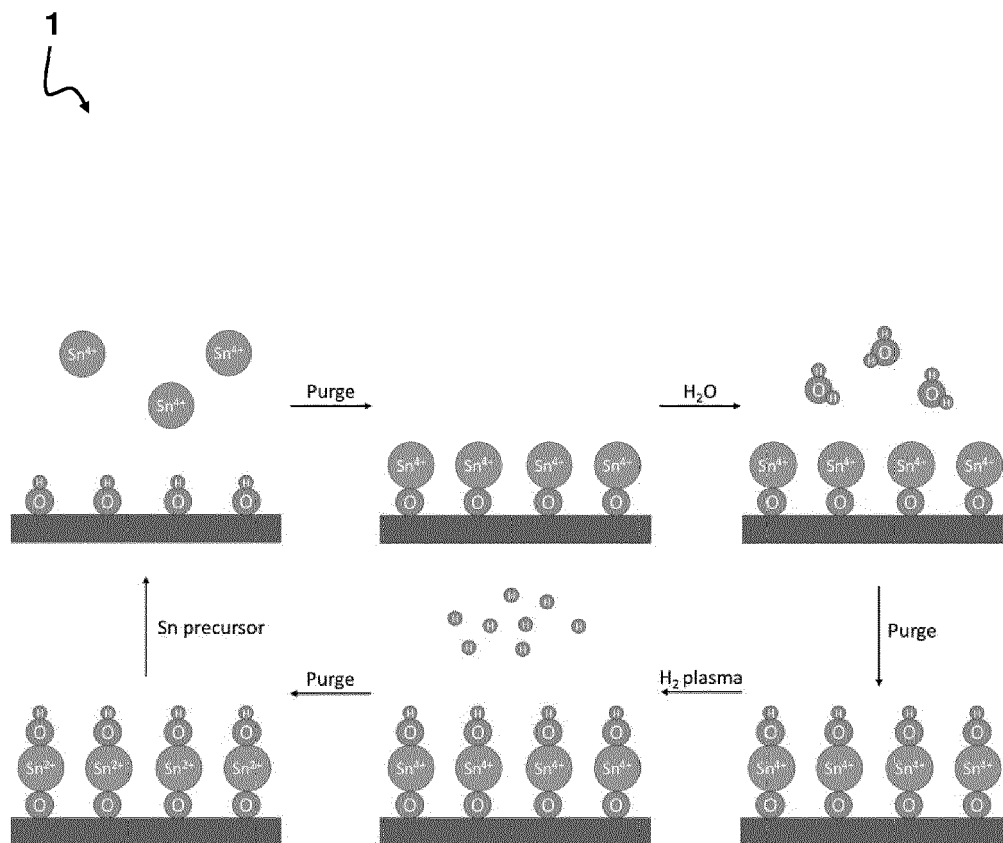 1
Sn⁴⁺ Sn⁴⁺
Sn⁴⁺
H H H H
O O O O
Purge
Sn⁴⁺ Sn⁴⁺ Sn⁴⁺ Sn⁴⁺
O O O O
H₂O
H
O
H
H
O
H
H
O
H
Sn⁴⁺ Sn⁴⁺ Sn⁴⁺ Sn⁴⁺
O O O O
Sn precursor
H H
H H H H
H H
Purge
Purge
H₂ plasma
H H H H
O O O O
Sn²⁺ Sn²⁺ Sn²⁺ Sn²⁺
O O O O
H H H H
O O O O
Sn⁴⁺ Sn⁴⁺ Sn⁴⁺ Sn⁴⁺
O O O O
H H H H
O O O O
Sn⁴⁺ Sn⁴⁺ Sn⁴⁺ Sn⁴⁺
O O O O